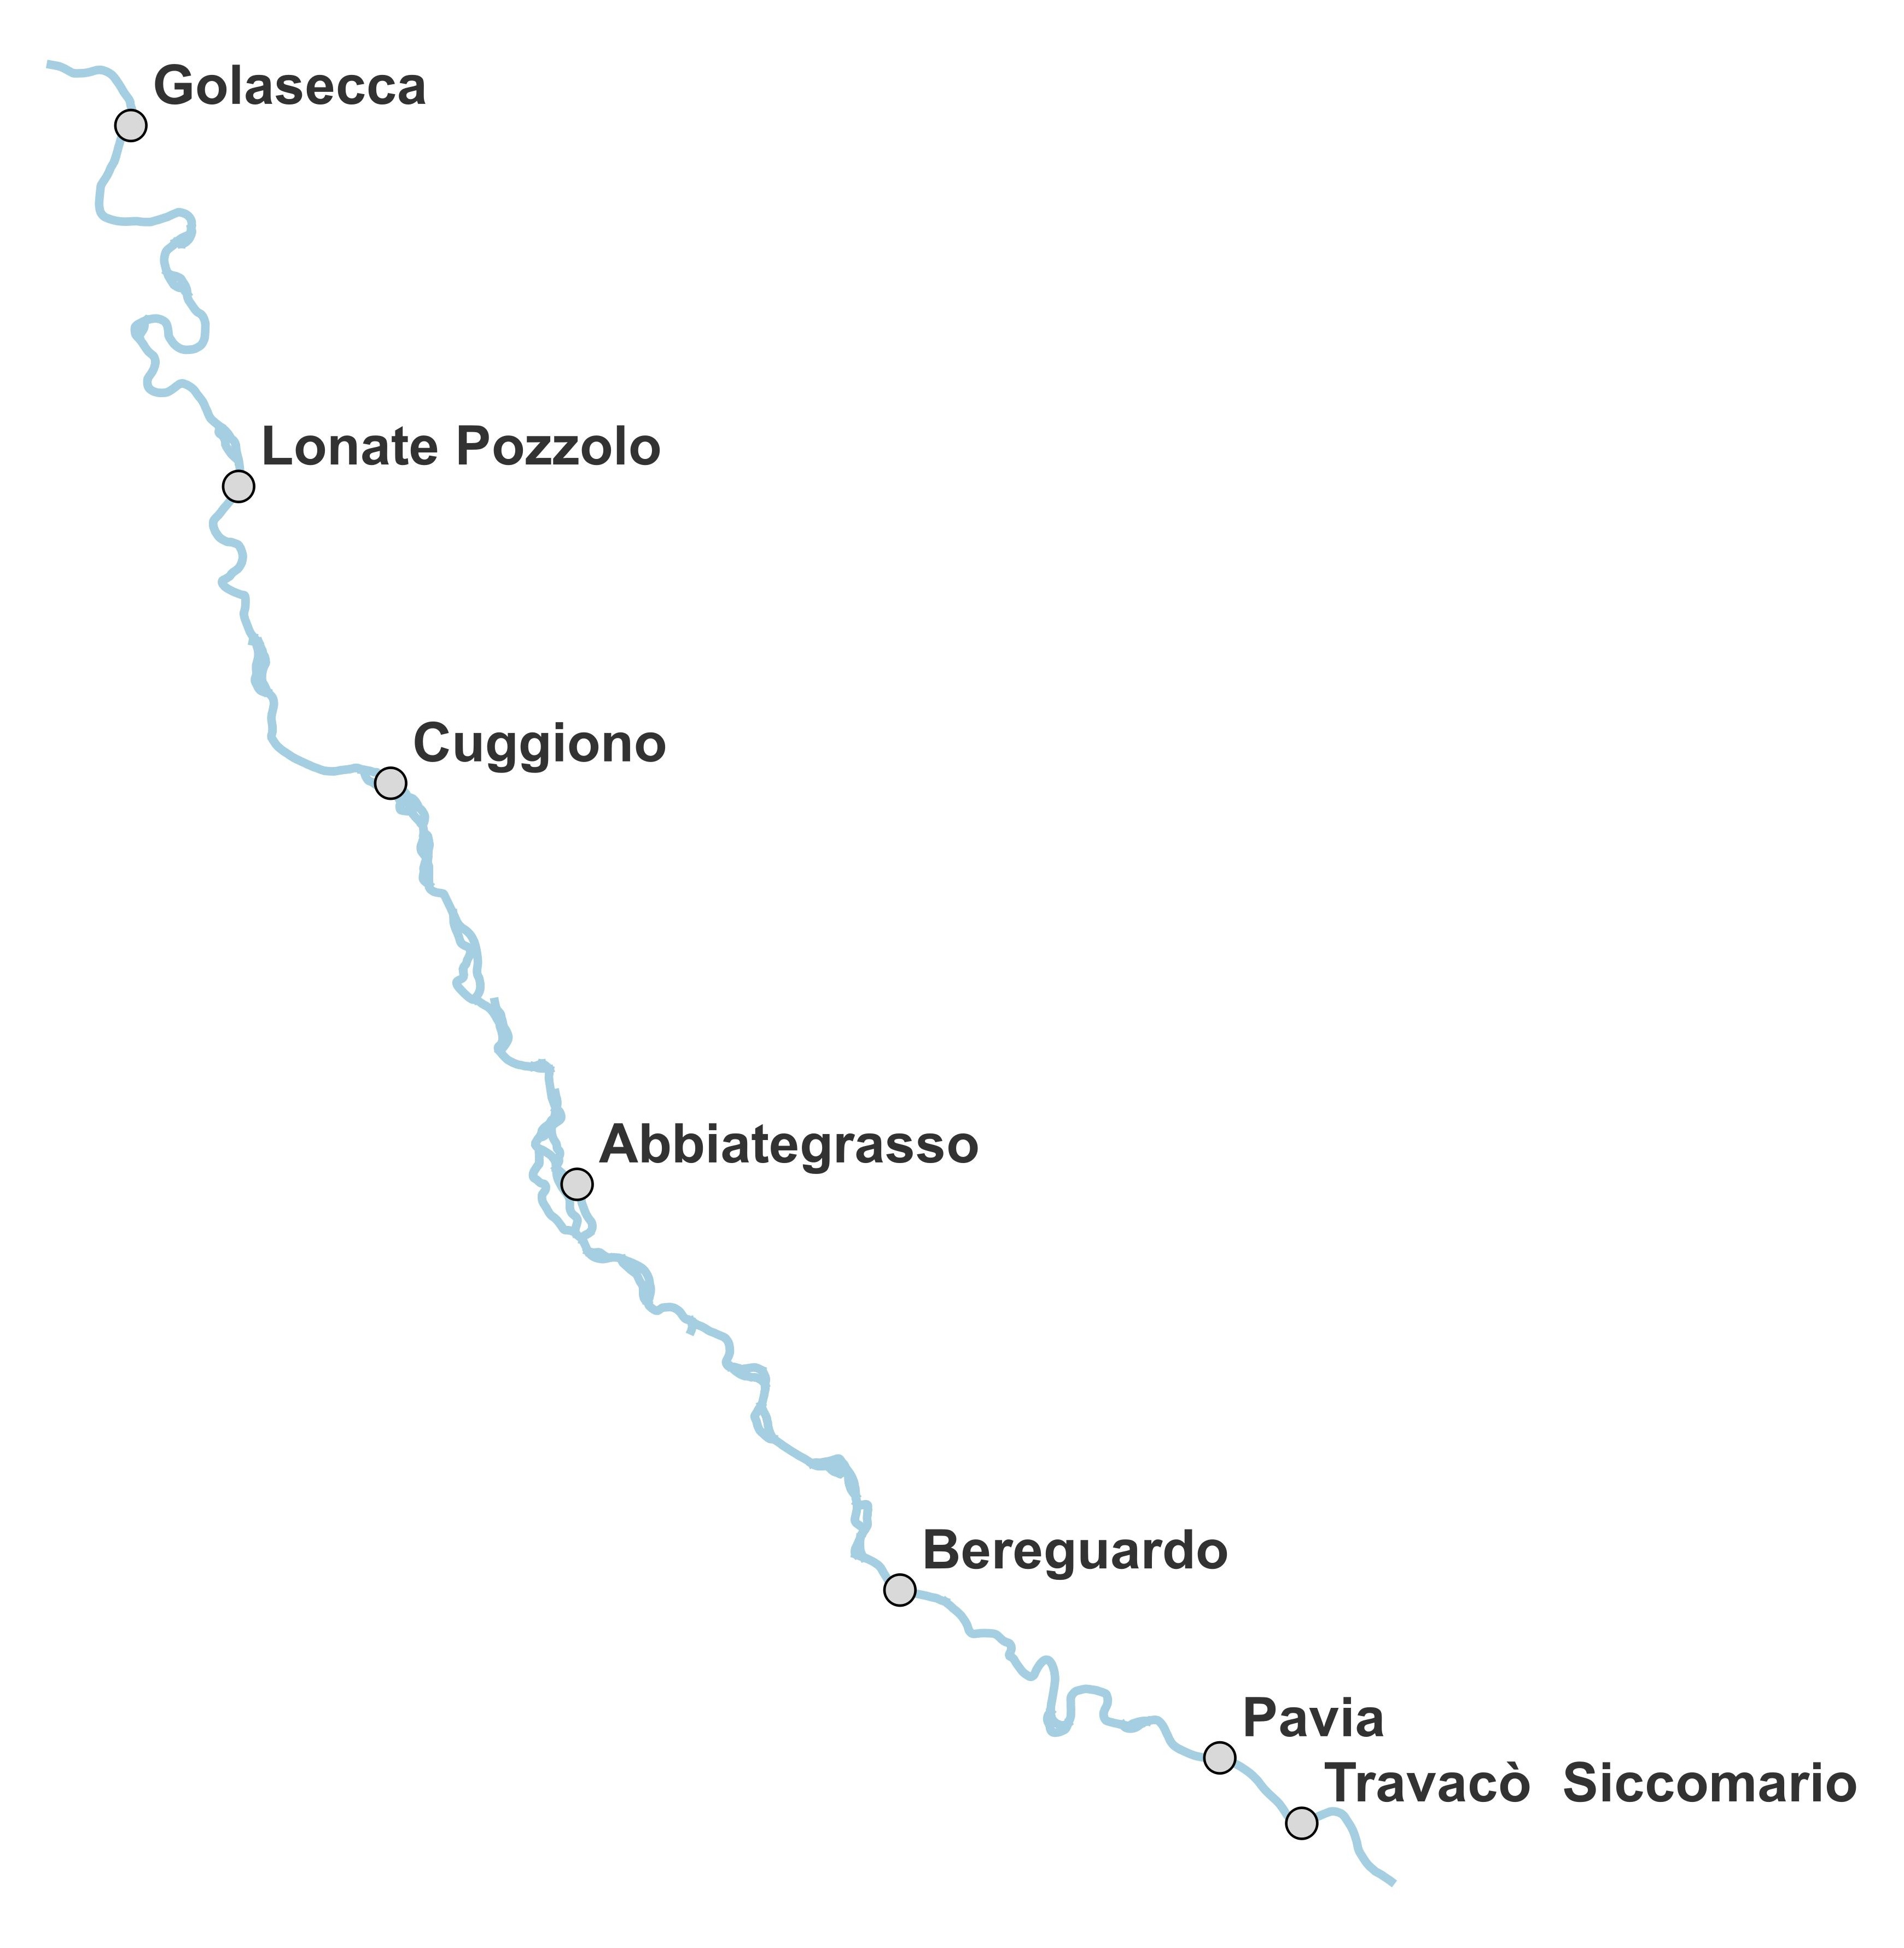 Golasecca
Lonate Pozzolo
Cuggiono
Abbiategrasso
Bereguardo
Pavia
Travacò Siccomario